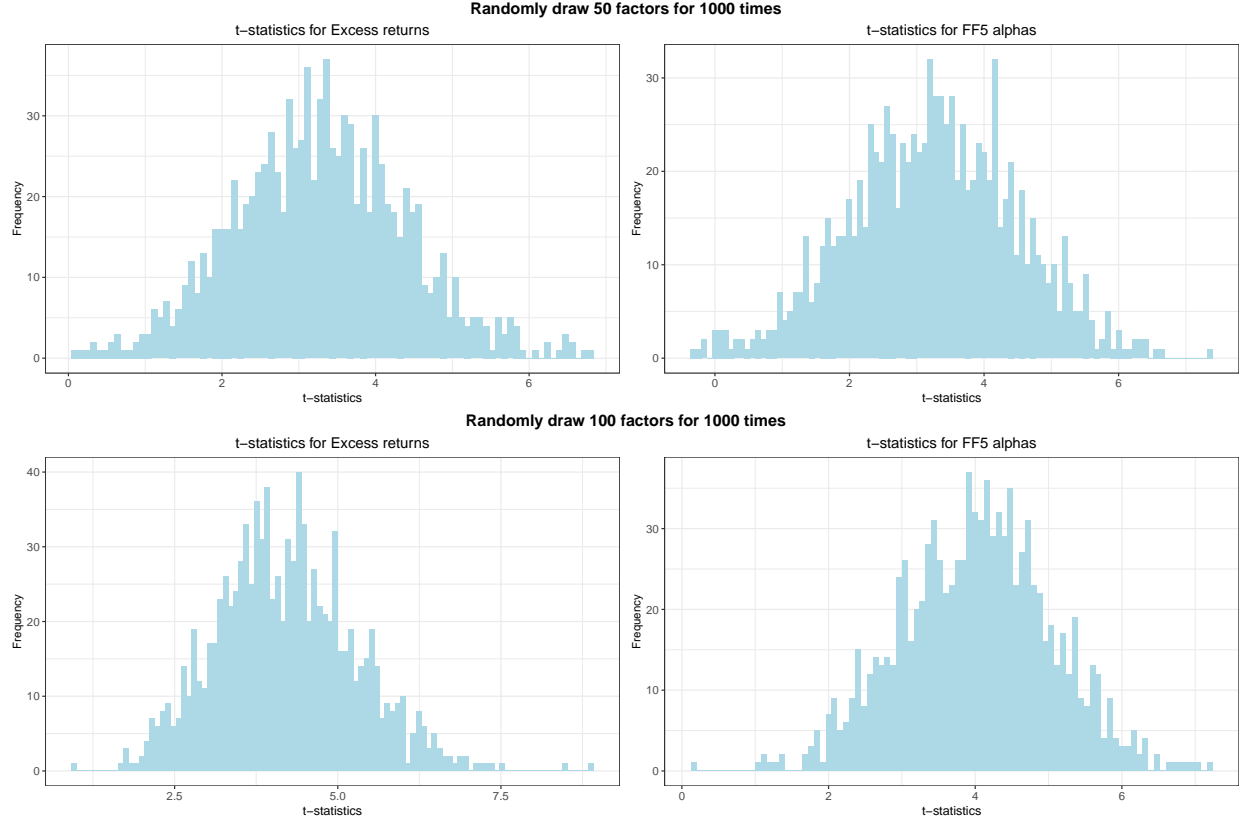 Randomly draw 50 factors for 1000 times
t−statistics for Excess returns
t−statistics for FF5 alphas
30
20
10
0
Frequency
0 2 4 6
t−statistics
30
20
10
0
Frequency
0 2 4 6
t−statistics
Randomly draw 100 factors for 1000 times
t−statistics for Excess returns
t−statistics for FF5 alphas
40
30
20
10
0
Frequency
2.5 5.0 7.5
t−statistics
30
20
10
0
Frequency
0 2 4 6
t−statistics